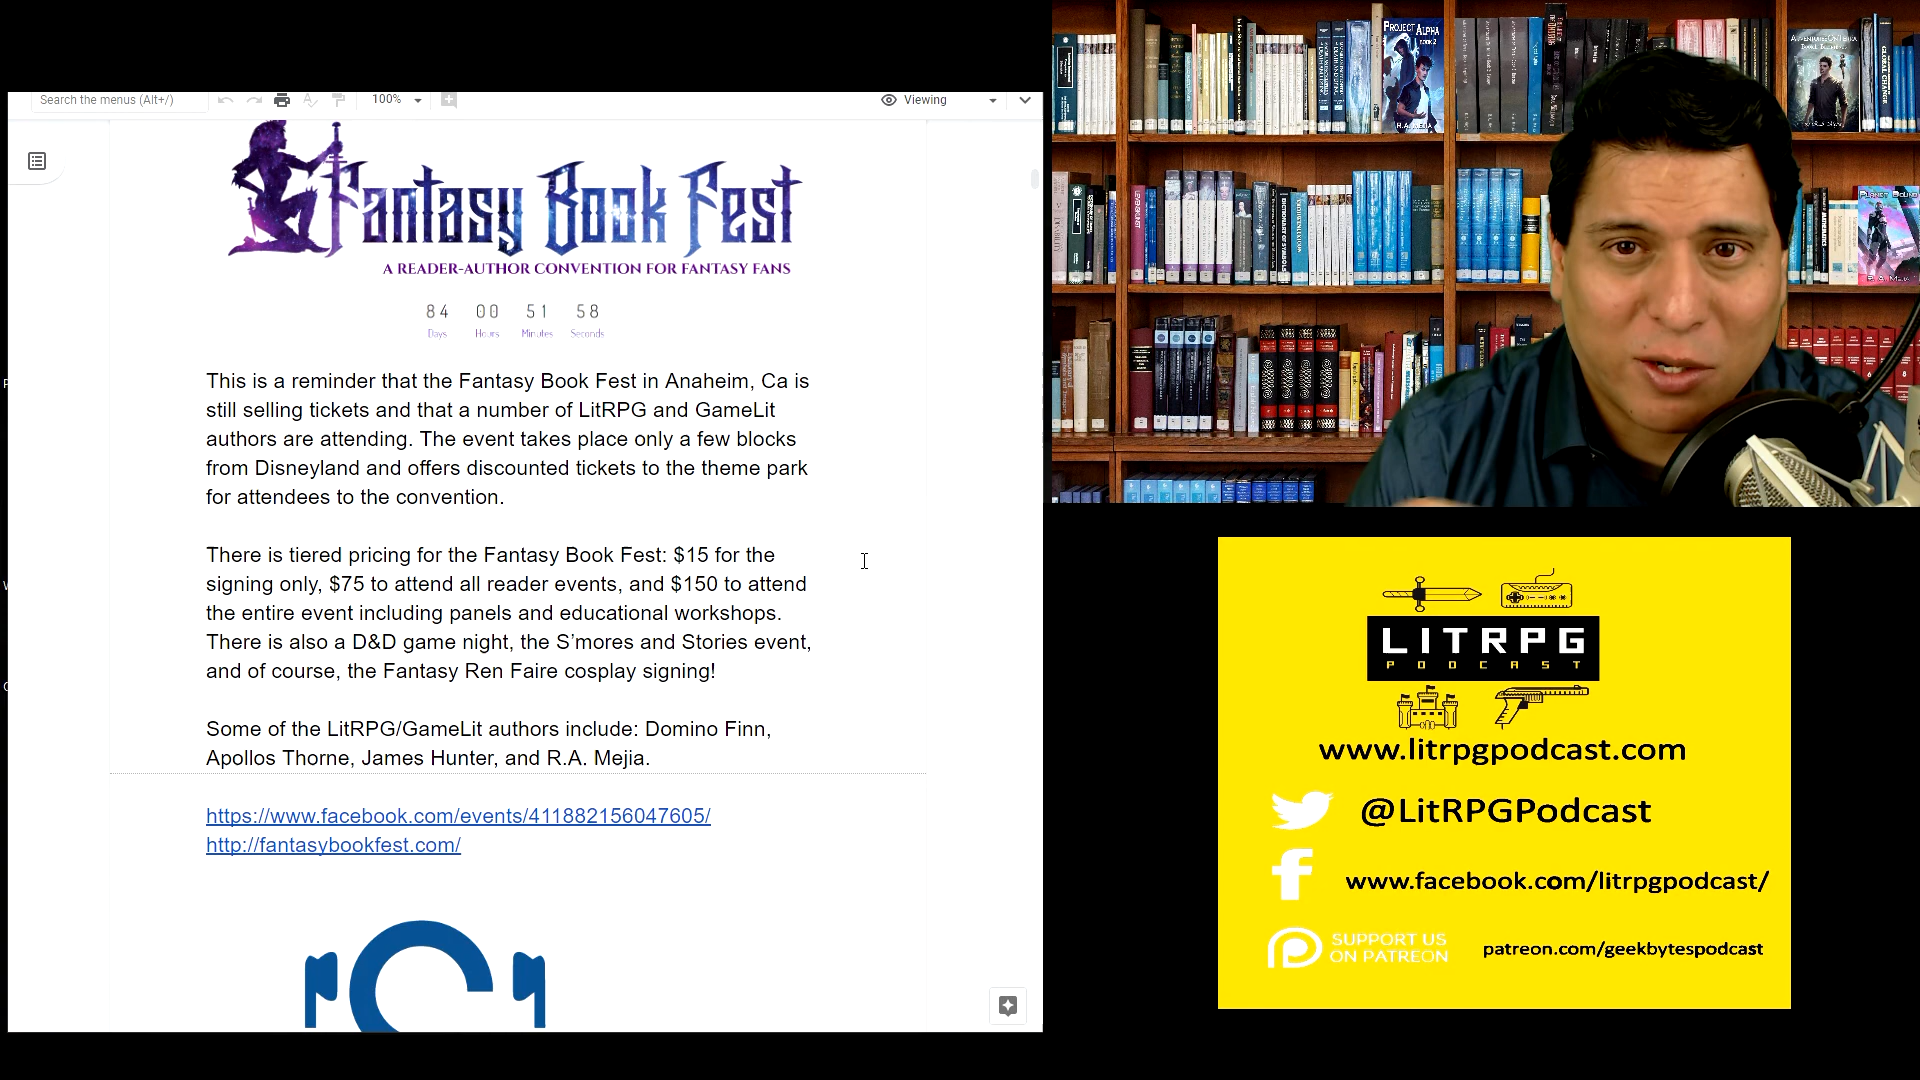 Search the menus (Alt+/)
100%
Viewing
Fantasy Book Fest
A READER-AUTHOR CONVENTION FOR FANTASY FANS
84 00 51 58
Days Hours Minutes Seconds
This is a reminder that the Fantasy Book Fest in Anaheim, Ca is
still selling tickets and that a number of LitRPG and GameLit
authors are attending. The event takes place only a few blocks
from Disneyland and offers discounted tickets to the theme park
for attendees to the convention.
There is tiered pricing for the Fantasy Book Fest: $15 for the
signing only, $75 to attend all reader events, and $150 to attend
the entire event including panels and educational workshops.
There is also a D&D game night, the S’mores and Stories event,
and of course, the Fantasy Ren Faire cosplay signing!
Some of the LitRPG/GameLit authors include: Domino Finn,
Apollos Thorne, James Hunter, and R.A. Mejia.
https://www.facebook.com/events/411882156047605/
http://fantasybookfest.com/
PROJECT ALPHA
BOOK 2
R.A. MEJIA
GLOBAL CHANGE
LITRPG
PODCAST
www.litrpgpodcast.com
@LitRPGPodcast
www.facebook.com/litrpgpodcast/
SUPPORT US
ON PATREON
patreon.com/geekbytespodcast